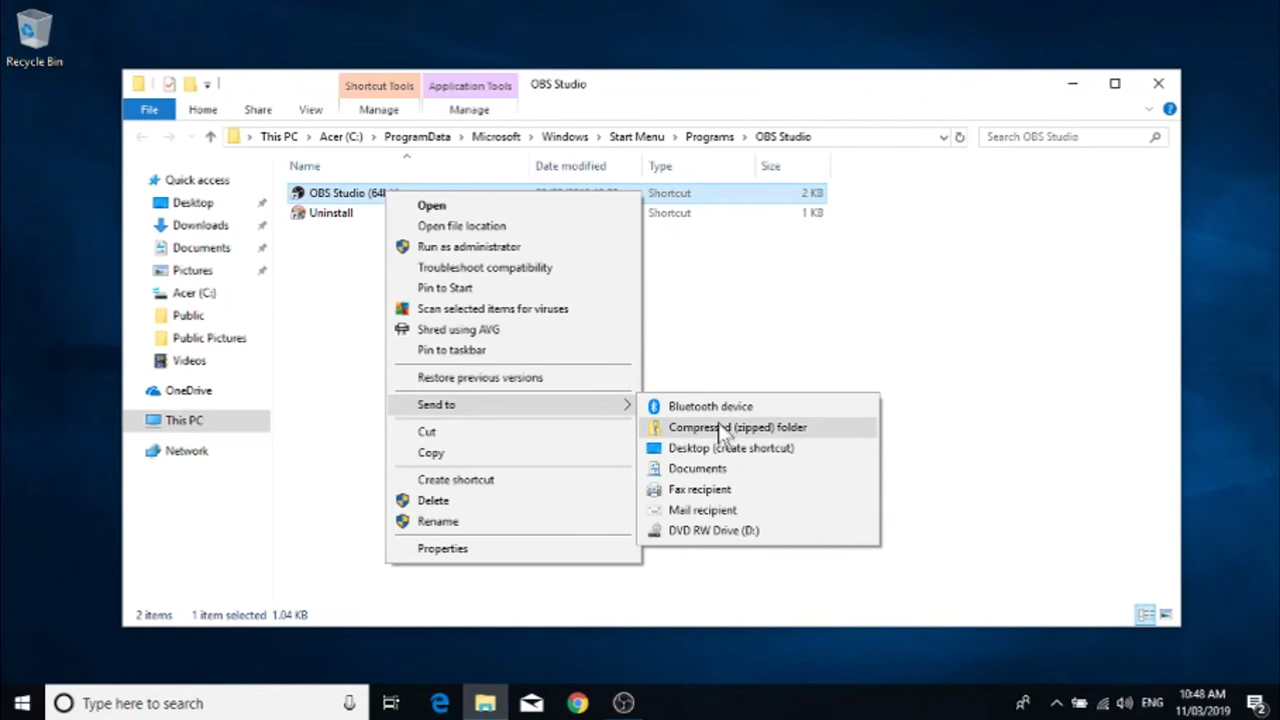 Recycle Bin
Shortcut Tools
Application Tools
OBS Studio
File
Home
Share
View
Manage
Manage
This PC
Acer (C:)
ProgramData
Microsoft
Windows
Start Menu
Programs
OBS Studio
Search OBS Studio
Name
Date modified
Type
Size
Quick access
Desktop
Downloads
Documents
Pictures
Acer (C:)
Public
Public Pictures
Videos
OneDrive
This PC
Network
OBS Studio
Shortcut
2 KB
Uninstall
Shortcut
1 KB
Open
Open file location
Run as administrator
Troubleshoot compatibility
Pin to Start
Scan selected items for viruses
Shred using AVG
Pin to taskbar
Restore previous versions
Send to
Cut
Copy
Create shortcut
Delete
Rename
Properties
Bluetooth device
Compressed (zipped) folder
Desktop (create shortcut)
Documents
Fax recipient
Mail recipient
DVD RW Drive (D:)
2 items
1 item selected 1.04 KB
Type here to search
ENG
10:48 AM
11/03/2019
2